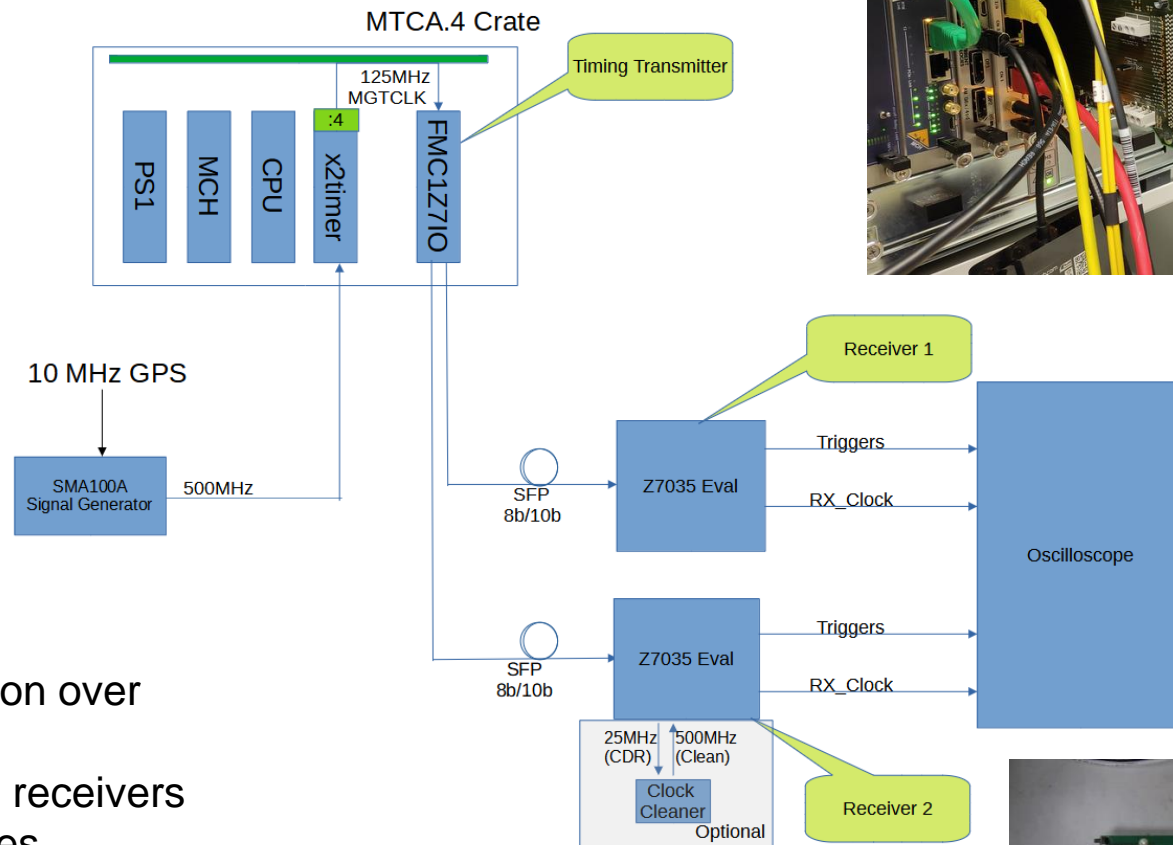 MTCA.4 Crate
Timing Transmitter
125MHz
MGTCLK
:4
PS1
MCH
CPU
x2timer
FMC1Z7IO
10 MHz GPS
SMA100A
Signal Generator
500MHz
Receiver 1
SFP
8b/10b
Z7035 Eval
Triggers
RX_Clock
Oscilloscope
SFP
8b/10b
Z7035 Eval
Triggers
RX_Clock
25MHz
(CDR)
500MHz
(Clean)
Clock
Cleaner
Optional
Receiver 2
on over
receivers